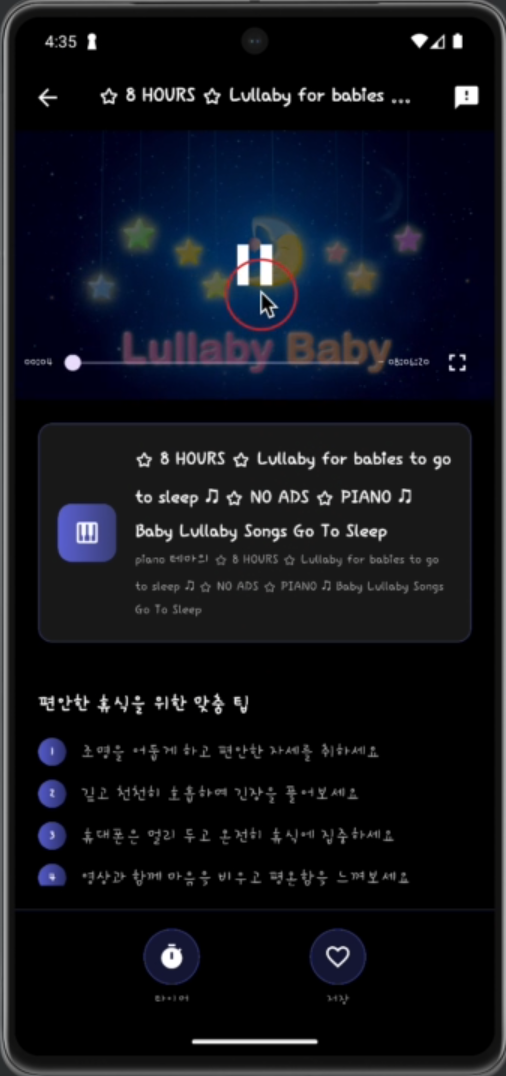 4:35
☆ 8 HOURS ☆ Lullaby for babies ...
Lullaby Baby
00:04
- 08:06:20
☆ 8 HOURS ☆ Lullaby for babies to go
to sleep ♫ ☆ NO ADS ☆ PIANO ♫
Baby Lullaby Songs Go To Sleep
piano 테마의 ☆ 8 HOURS ☆ Lullaby for babies to go
to sleep ♫ ☆ NO ADS ☆ PIANO ♫ Baby Lullaby Songs
Go To Sleep
편안한 휴식을 위한 맞춤 팁
1 조명을 어둡게 하고 편안한 자세를 취하세요
2 깊고 천천히 호흡하며 긴장을 풀어보세요
3 휴대폰은 멀리 두고 온전히 휴식에 집중하세요
4 영상과 함께 마음을 비우고 평온함을 느껴보세요
타이머
저장